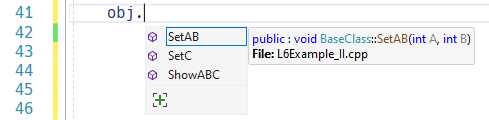 41 obj.
42 SetAB public : void BaseClass::SetAB(int A, int B)
43 SetC File: L6Example_II.cpp
44 ShowABC
45
46